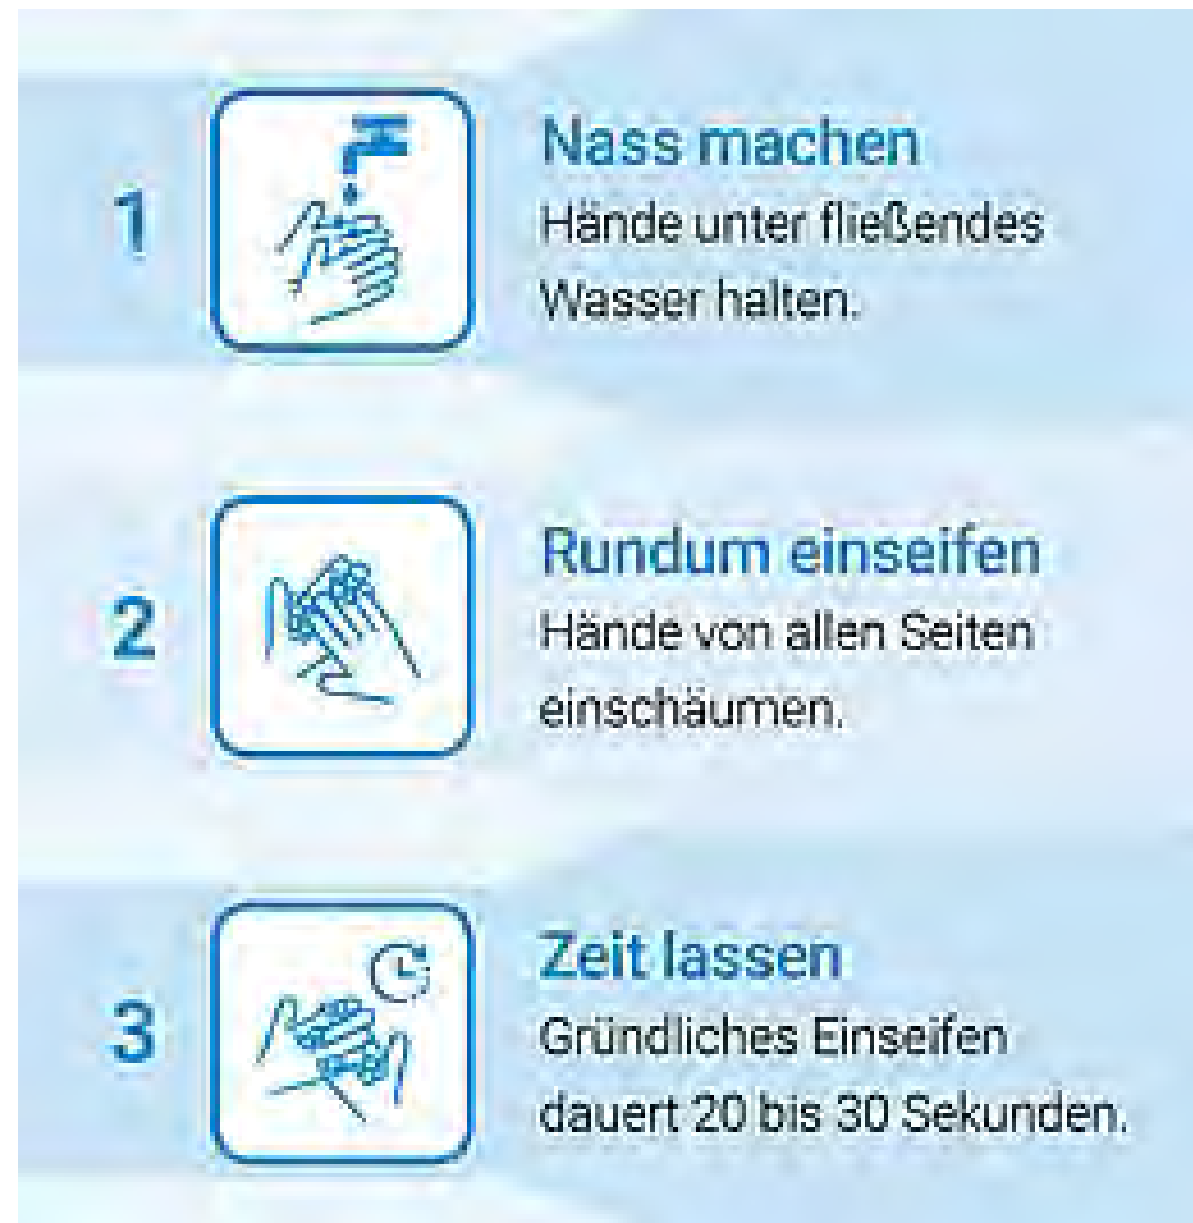 1
Nass machen
Hände unter fließendes
Wasser halten.
2
Rundum einseifen
Hände von allen Seiten
einschäumen.
3
Zeit lassen
Gründliches Einseifen
dauert 20 bis 30 Sekunden.